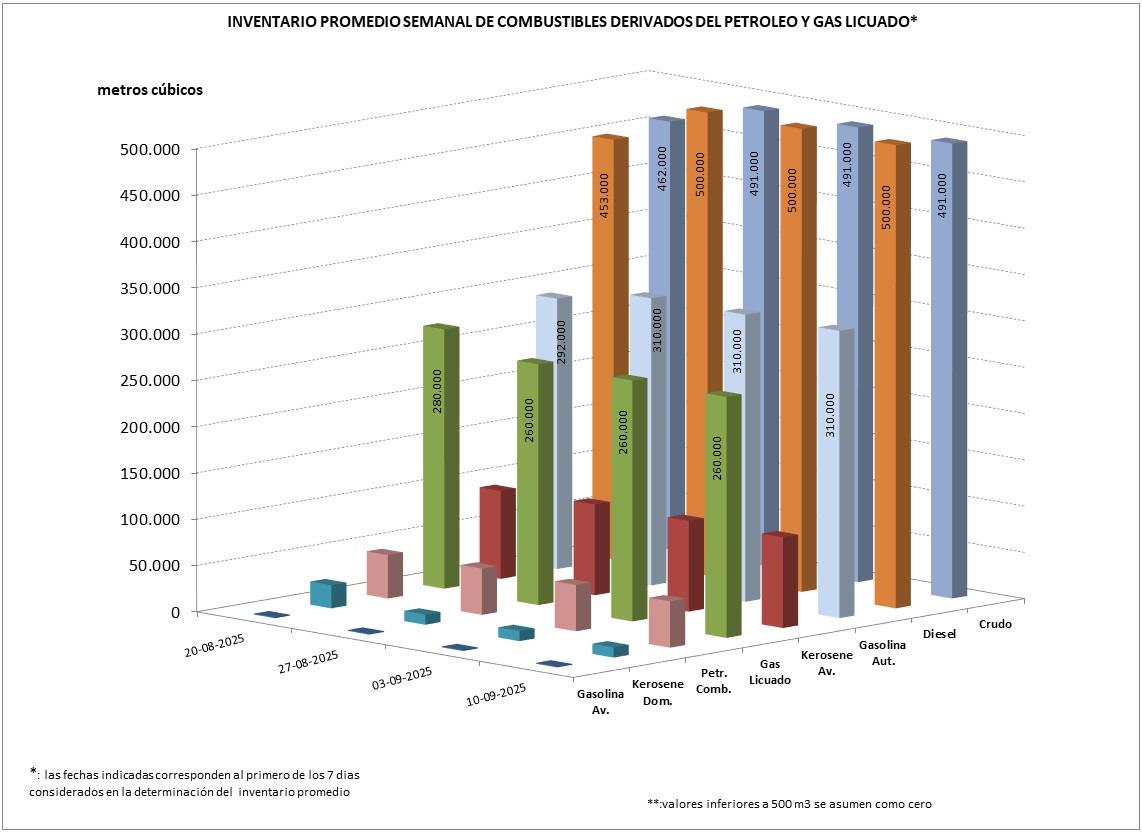 INVENTARIO PROMEDIO SEMANAL DE COMBUSTIBLES DERIVADOS DEL PETROLEO Y GAS LICUADO*
metros cúbicos
500.000
450.000
400.000
350.000
300.000
250.000
200.000
150.000
100.000
50.000
0
453.000
462.000
500.000
491.000
500.000
491.000
500.000
491.000
292.000
310.000
310.000
310.000
280.000
260.000
260.000
260.000
20-08-2025
27-08-2025
03-09-2025
10-09-2025
Gasolina
Av.
Kerosene
Dom.
Petr.
Comb.
Gas
Licuado
Kerosene
Av.
Gasolina
Aut.
Diesel
Crudo
*: las fechas indicadas corresponden al primero de los 7 dias
considados en la determinación del inventario promedio
**:valores inferiores a 500 m3 se asumen como cero